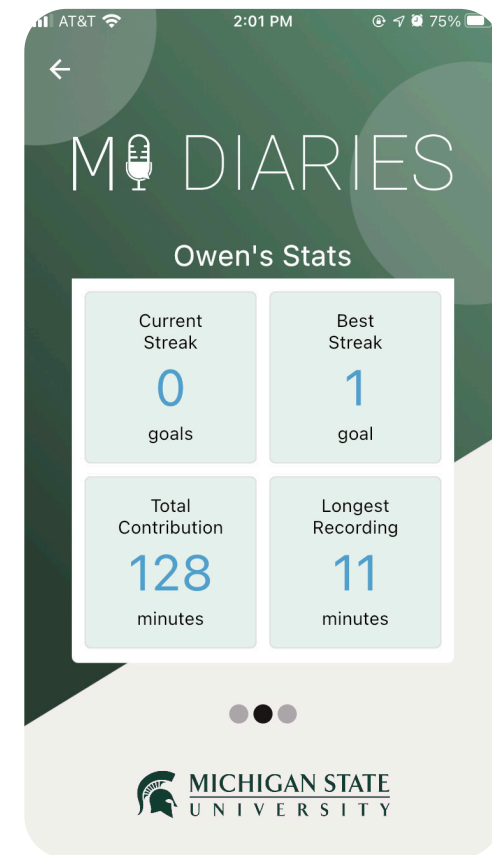 AT&T 2:01 PM 75%
MI DIARIES
Owen's Stats
Current
Streak
0
goals
Best
Streak
1
goal
Total
Contribution
128
minutes
Longest
Recording
11
minutes
MICHIGAN STATE
UNIVERSITY